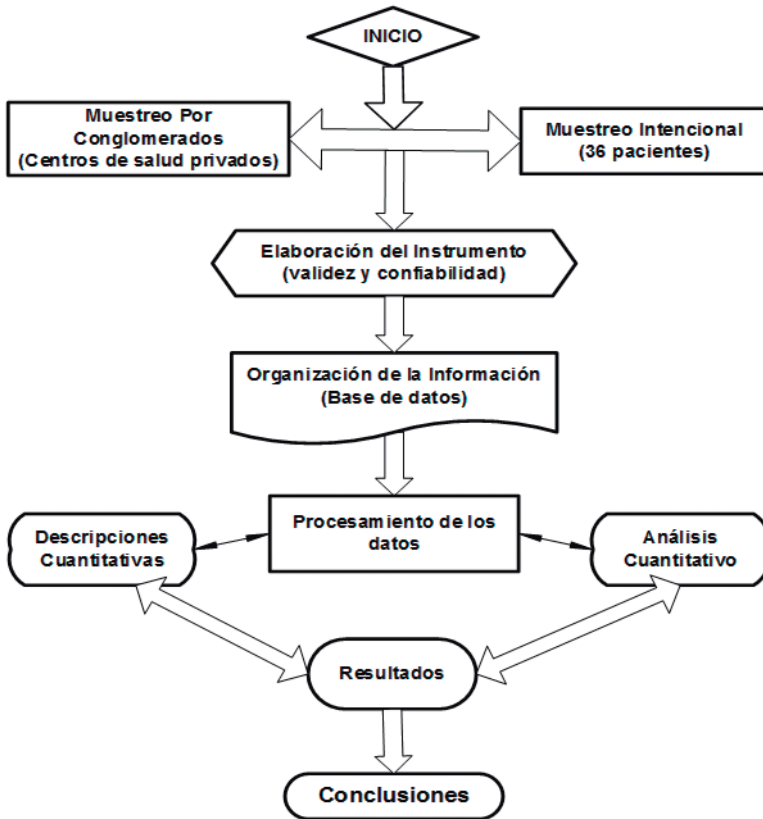 INICIO
Muestreo Por
Conglomerados
(Centros de salud privados)
Muestreo Intencional
(36 pacientes)
Elaboración del Instrumento
(validez y confiabilidad)
Organización de la Información
(Base de datos)
Descripciones
Cuantitativas
Procesamiento de los
datos
Análisis
Cuantitativo
Resultados
Conclusiones